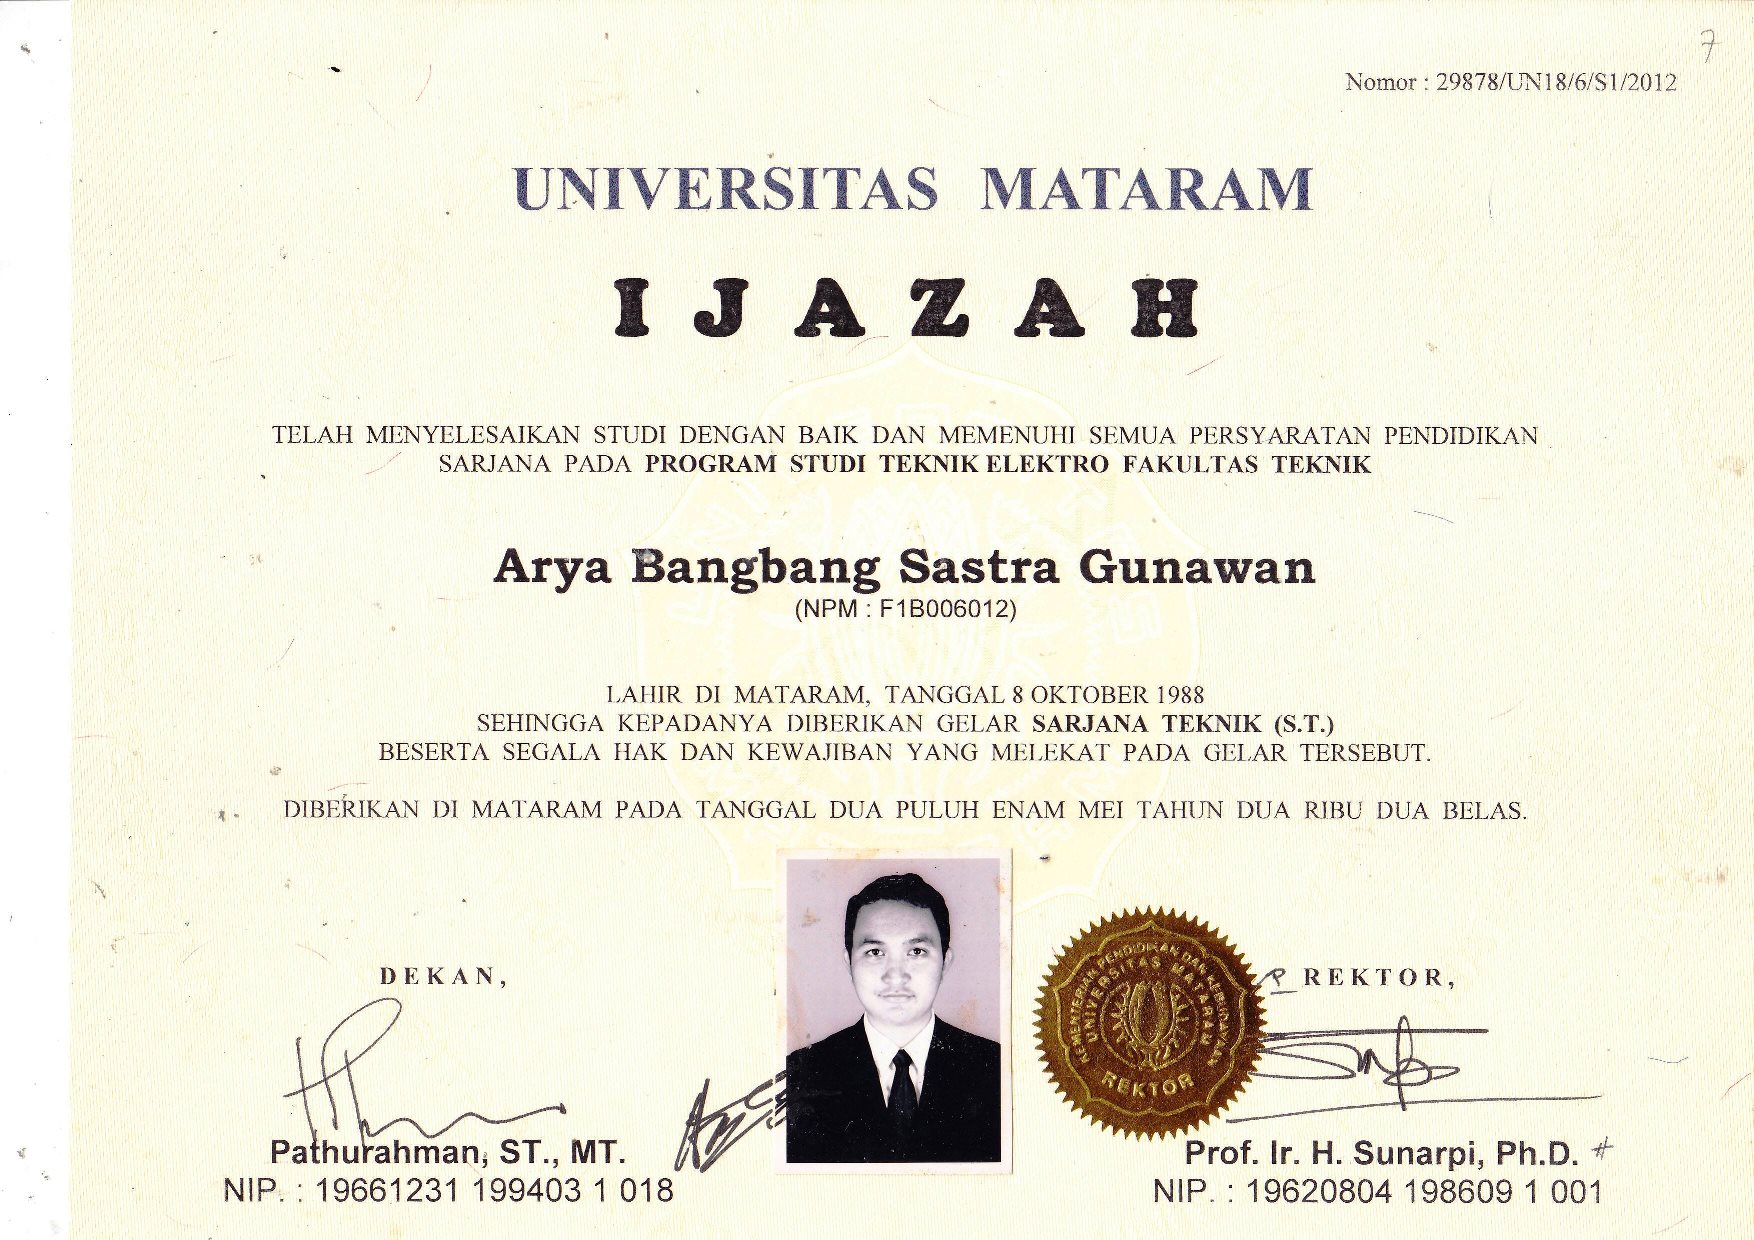 7
Nomor : 29878/UN18/6/S1/2012
UNIVERSITAS MATARAM
IJAZAH
TELAH MENYELESAIKAN STUDI DENGAN BAIK DAN MEMENUHI SEMUA PERSYARATAN PENDIDIKAN
SARJANA PADA PROGRAM STUDI TEKNIK ELEKTRO FAKULTAS TEKNIK
Arya Bangbang Sastra Gunawan
(NPM : F1B006012)
LAHIR DI MATARAM, TANGGAL 8 OKTOBER 1988
SEHINGGA KEPADANYA DIBERIKAN GELAR SARJANA TEKNIK (S.T.)
BESERTA SEGALA HAK DAN KEWAJIBAN YANG MELEKAT PADA GELAR TERSEBUT.
DIBERIKAN DI MATARAM PADA TANGGAL DUA PULUH ENAM MEI TAHUN DUA RIBU DUA BELAS.
DEKAN,
Pathurahman, ST., MT.
NIP. : 19661231 199403 1 018
KEMENTERIAN PENDIDIKAN DAN KEBUDAYAAN
UNIVERSITAS MATARAM
REKTOR
REKTOR,
Prof. Ir. H. Sunarpi, Ph.D.
NIP. : 19620804 198609 1 001